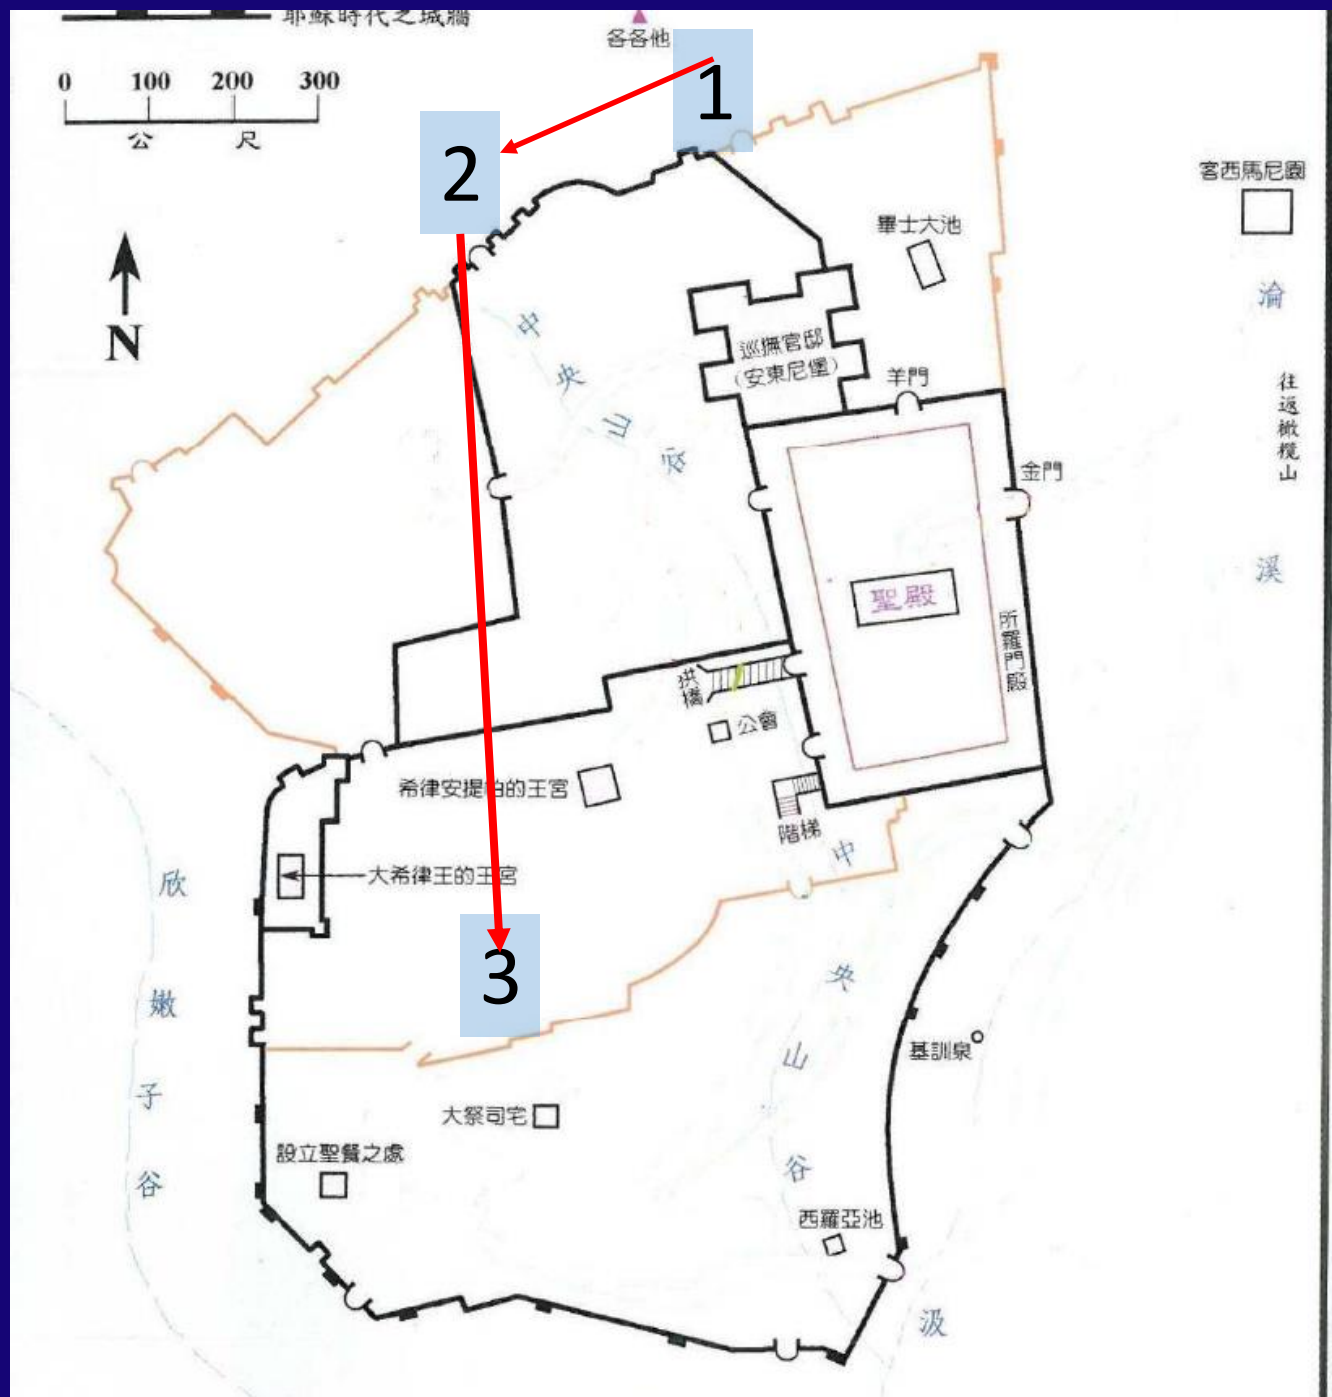 耶穌時代之城牆
各各他
1
0 100 200 300
公尺
2
客西馬尼園
畢士大池
N
中央山谷
巡撫官邸
(安東尼堡)
羊門
淪
往返橄欖山
金門
聖殿
溪
所羅門殿
拱橋
公會
希律安提帕的王宮
階梯
大希律王的王宮
中央山谷
欣嫩子谷
3
基訓泉
大祭司宅
設立聖餐之處
西羅亞池
汲